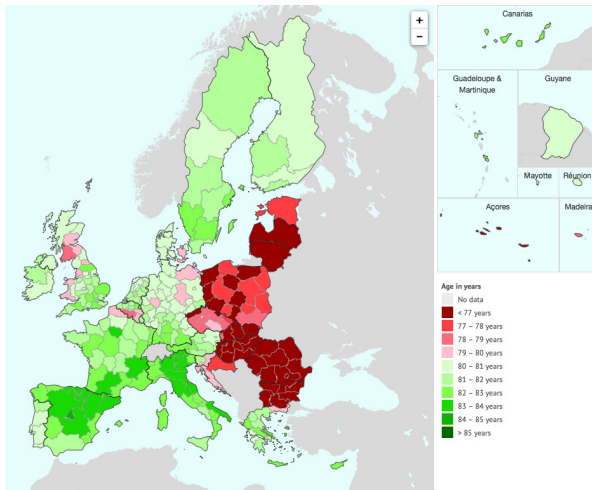 +
−
Canarias
Guadeloupe &
Martinique
Guyane
Mayotte
Réunion
Açores
Madeira
Age in years
No data
< 77 years
77 – 78 years
78 – 79 years
79 – 80 years
80 – 81 years
81 – 82 years
82 – 83 years
83 – 84 years
84 – 85 years
> 85 years